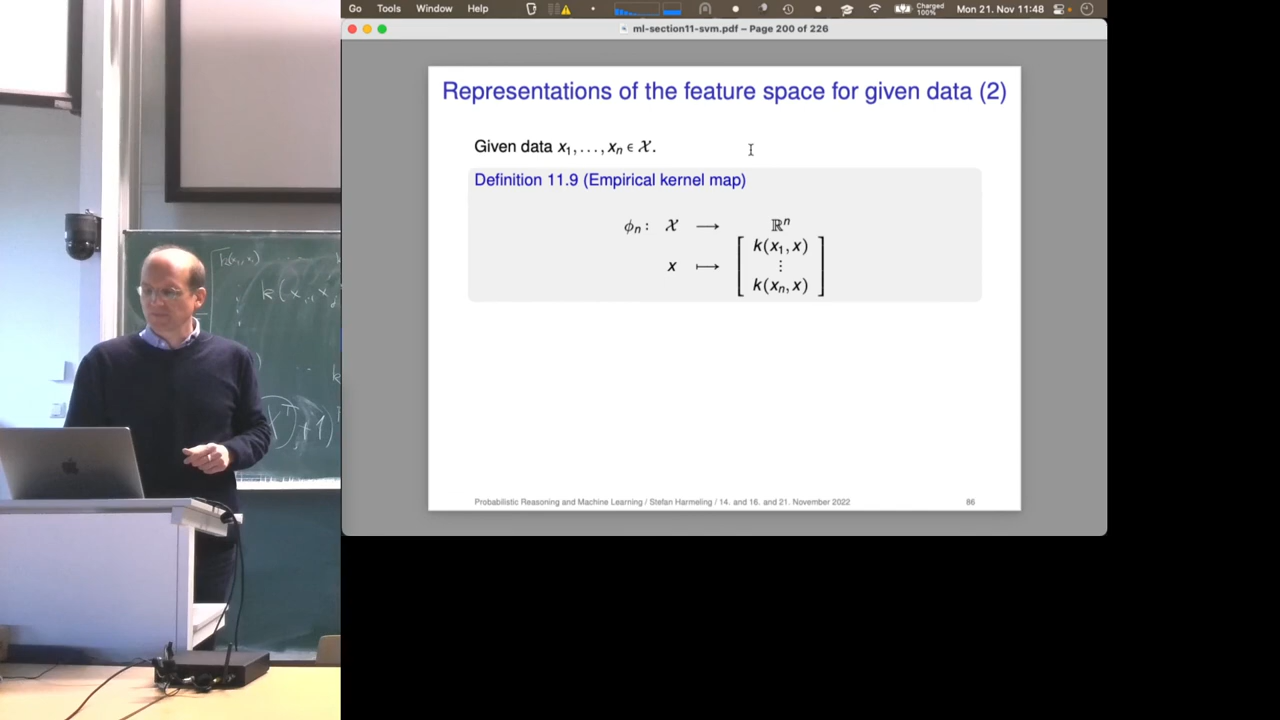 Go Tools Window Help Charged 100% Mon 21. Nov 11:48
ml-section11-svm.pdf – Page 200 of 226
Representations of the feature space for given data (2)
Given data x₁, . . . , xₙ ∈ 𝒳.
Definition 11.9 (Empirical kernel map)
ϕₙ : 𝒳 ⟶ ℝⁿ
x ⟼ [ k(x₁, x) ⋮ k(xₙ, x) ]
Probabilistic Reasoning and Machine Learning / Stefan Harmeling / 14. and 16. and 21. November 2022 86